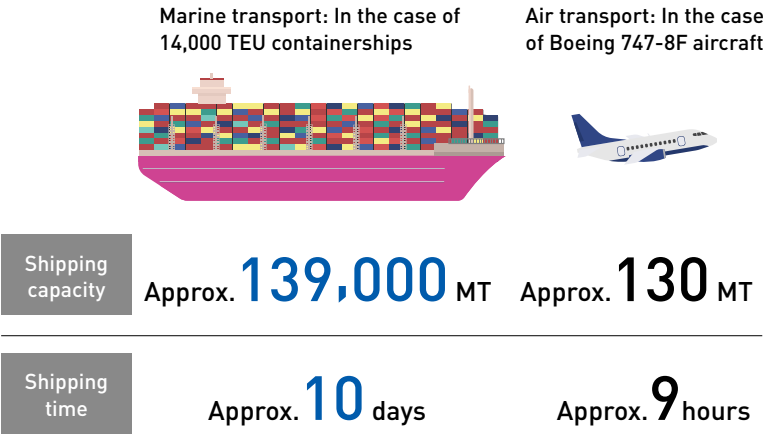 Marine transport: In the case of
14,000 TEU containerships
Air transport: In the case
of Boeing 747-8F aircraft
Shipping
capacity
Approx. 139,000 MT
Approx. 130 MT
Shipping
time
Approx. 10 days
Approx. 9 hours